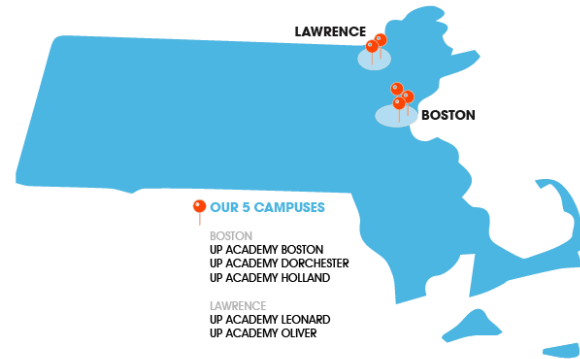 LAWRENCE
BOSTON
OUR 5 CAMPUSES
BOSTON
UP ACADEMY BOSTON
UP ACADEMY DORCHESTER
UP ACADEMY HOLLAND
LAWRENCE
UP ACADEMY LEONARD
UP ACADEMY OLIVER